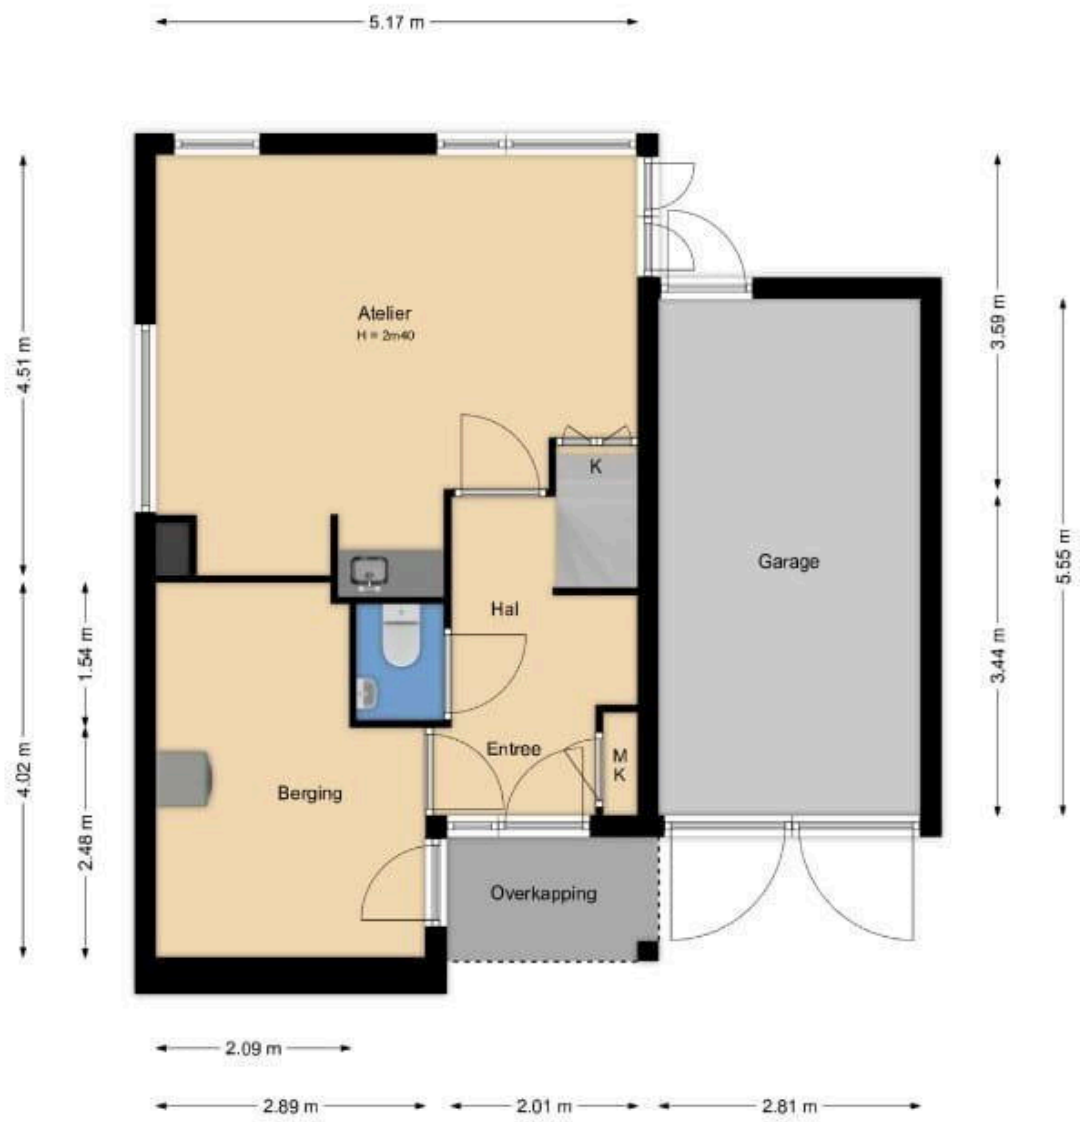 5.17 m
Atelier
H = 2m40
4.51 m
3.59 m
K
Garage
5.55 m
Hal
1.54 m
3.44 m
Entree
M
K
4.02 m
Berging
2.48 m
Overkapping
2.09 m
2.89 m
2.01 m
2.81 m